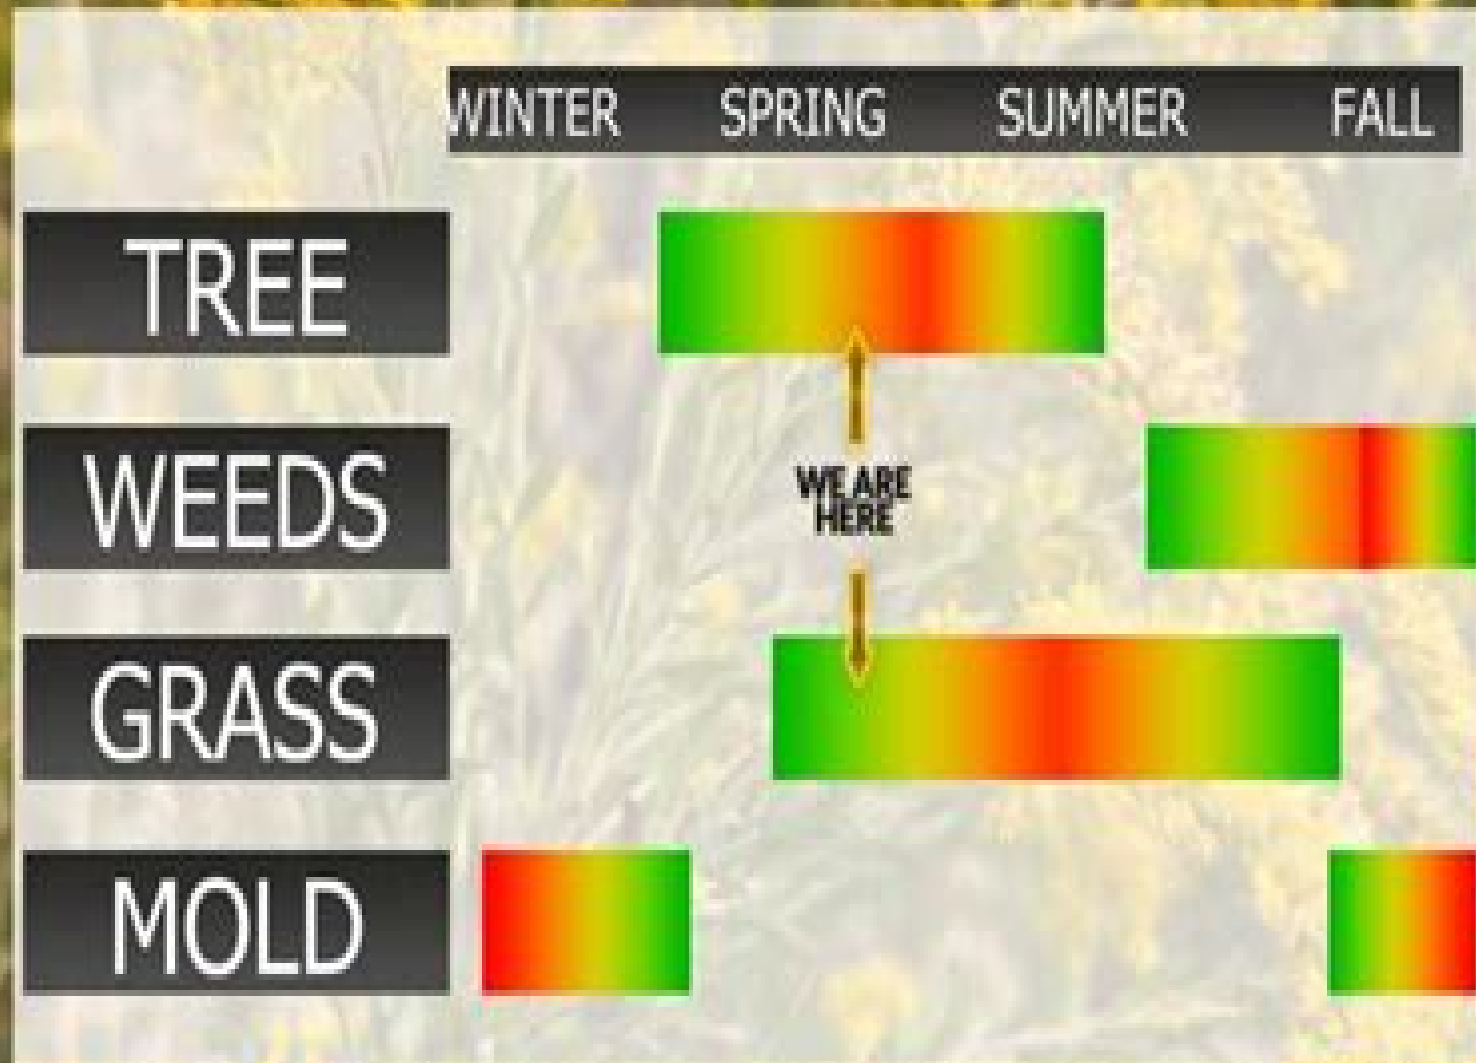 WINTER SPRING SUMMER FALL
TREE
WEEDS
WE ARE
HERE
GRASS
MOLD